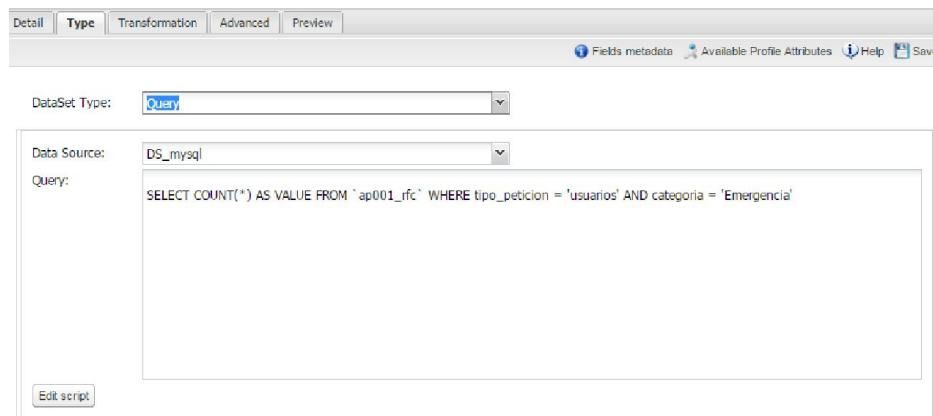 Detail Type Transformation Advanced Preview
Fields metadata Available Profile Attributes Help Sav
DataSet Type: Query
Data Source: DS_mysql
Query:
SELECT COUNT(*) AS VALUE FROM `ap001_rfc` WHERE tipo_peticion = 'usuarios' AND categoria = 'Emergencia'
Edit script